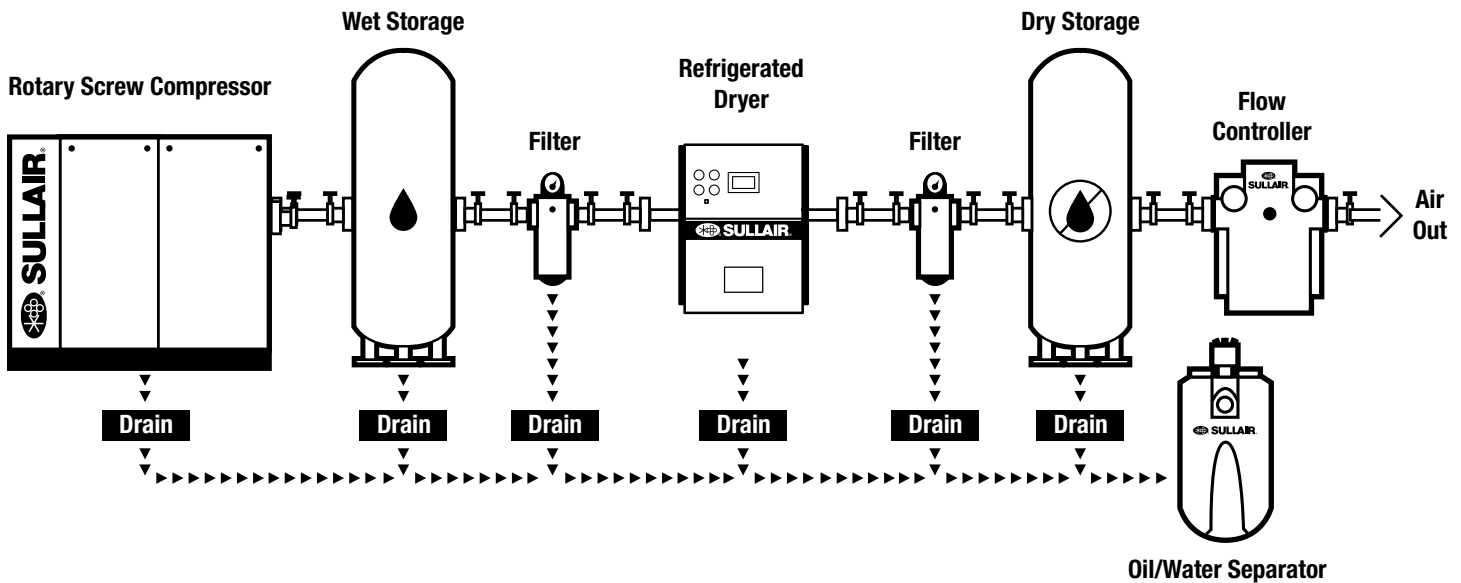 Wet Storage
Dry Storage
Rotary Screw Compressor
Refrigerated
Dryer
Flow
Controller
Filter
Filter
SULLAIR®
SULLAIR
SULLAIR
Air
Out
Drain
Drain
Drain
Drain
Drain
Drain
SULLAIR
Oil/Water Separator